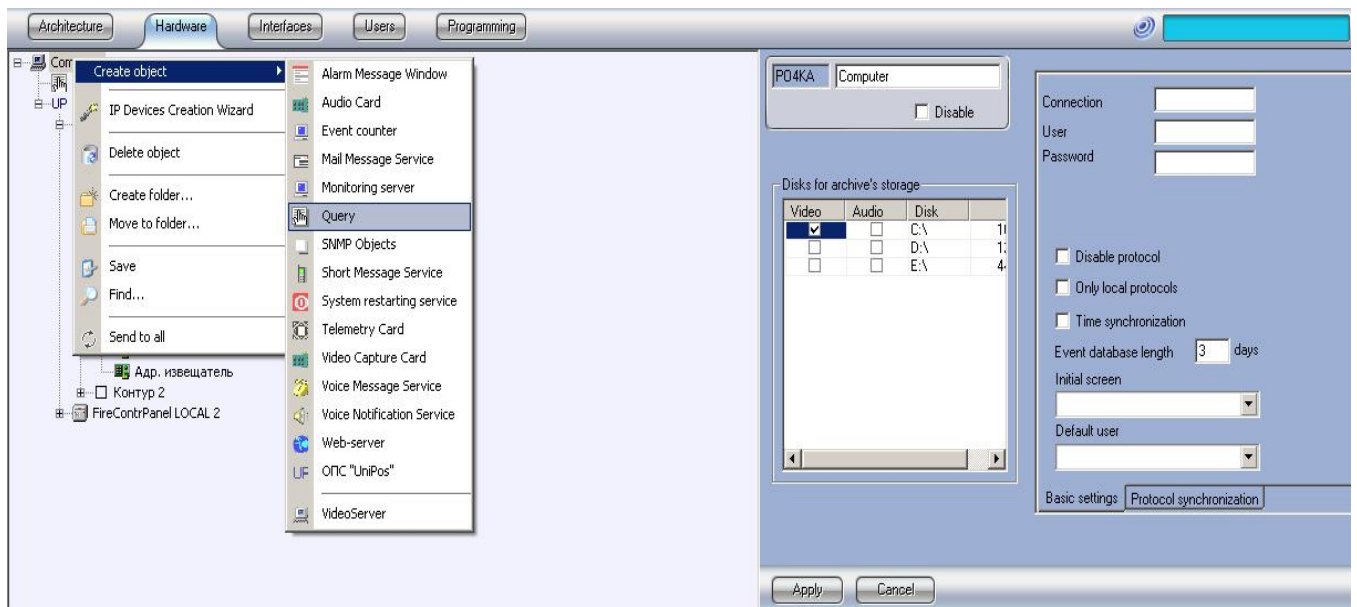 Architecture
Hardware
Interfaces
Users
Programming
Com
UP
Create object
IP Devices Creation Wizard
Delete object
Create folder...
Move to folder...
Save
Find...
Send to all
Адр. извещатель
Контур 2
FireContrPanel LOCAL 2
Alarm Message Window
Audio Card
Event counter
Mail Message Service
Monitoring server
Query
SNMP Objects
Short Message Service
System restarting service
Telemetry Card
Video Capture Card
Voice Message Service
Voice Notification Service
Web-server
UF ОПС "UniPos"
VideoServer
PO4KA Computer
Disable
Disks for archive's storage
Video Audio Disk
C:\
D:\
E:\
Connection
User
Password
Disable protocol
Only local protocols
Time synchronization
Event database length 3 days
Initial screen
Default user
Basic settings Protocol synchronization
Apply Cancel